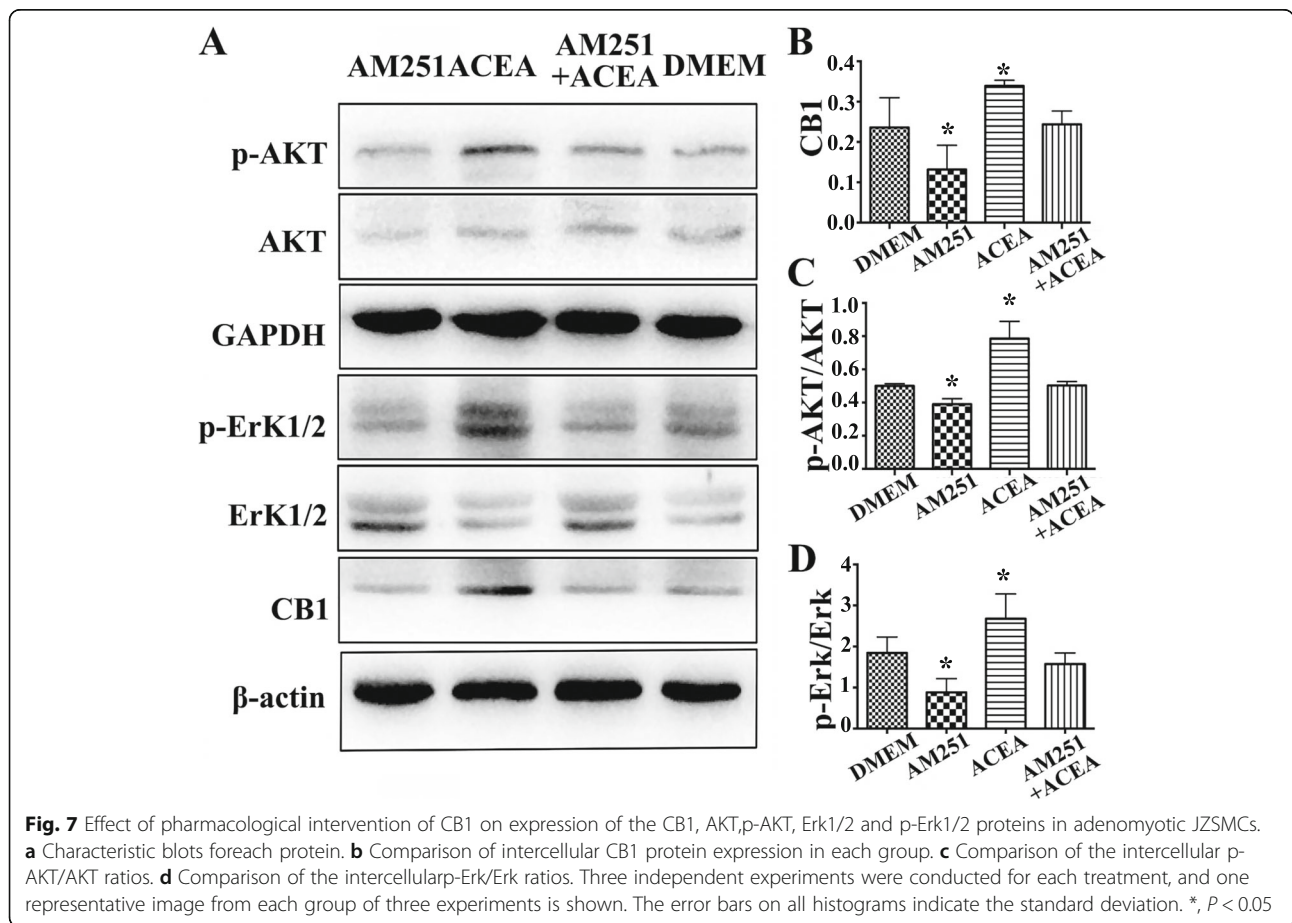 A
AM251 ACEA AM251 +ACEA DMEM
p-AKT
AKT
GAPDH
p-ErK1/2
ErK1/2
CB1
β-actin
B
CB1
0.4
0.3
0.2
0.1
0.0
*
*
DMEM
AM251
ACEA
AM251
+ACEA
C
p-AKT/AKT
1.0
0.8
0.6
0.4
0.2
0.0
*
*
DMEM
AM251
ACEA
AM251
+ACEA
D
p-Erk/Erk
4
3
2
1
0
*
*
DMEM
AM251
ACEA
AM251
+ACEA
Fig. 7 Effect of pharmacological intervention of CB1 on expression of the CB1, AKT,p-AKT, Erk1/2 and p-Erk1/2 proteins in adenomyotic JZSMCs.
a Characteristic blots foreach protein. b Comparison of intercellular CB1 protein expression in each group. c Comparison of the intercellular p-
AKT/AKT ratios. d Comparison of the intercellularp-Erk/Erk ratios. Three independent experiments were conducted for each treatment, and one
representative image from each group of three experiments is shown. The error bars on all histograms indicate the standard deviation. *, P < 0.05